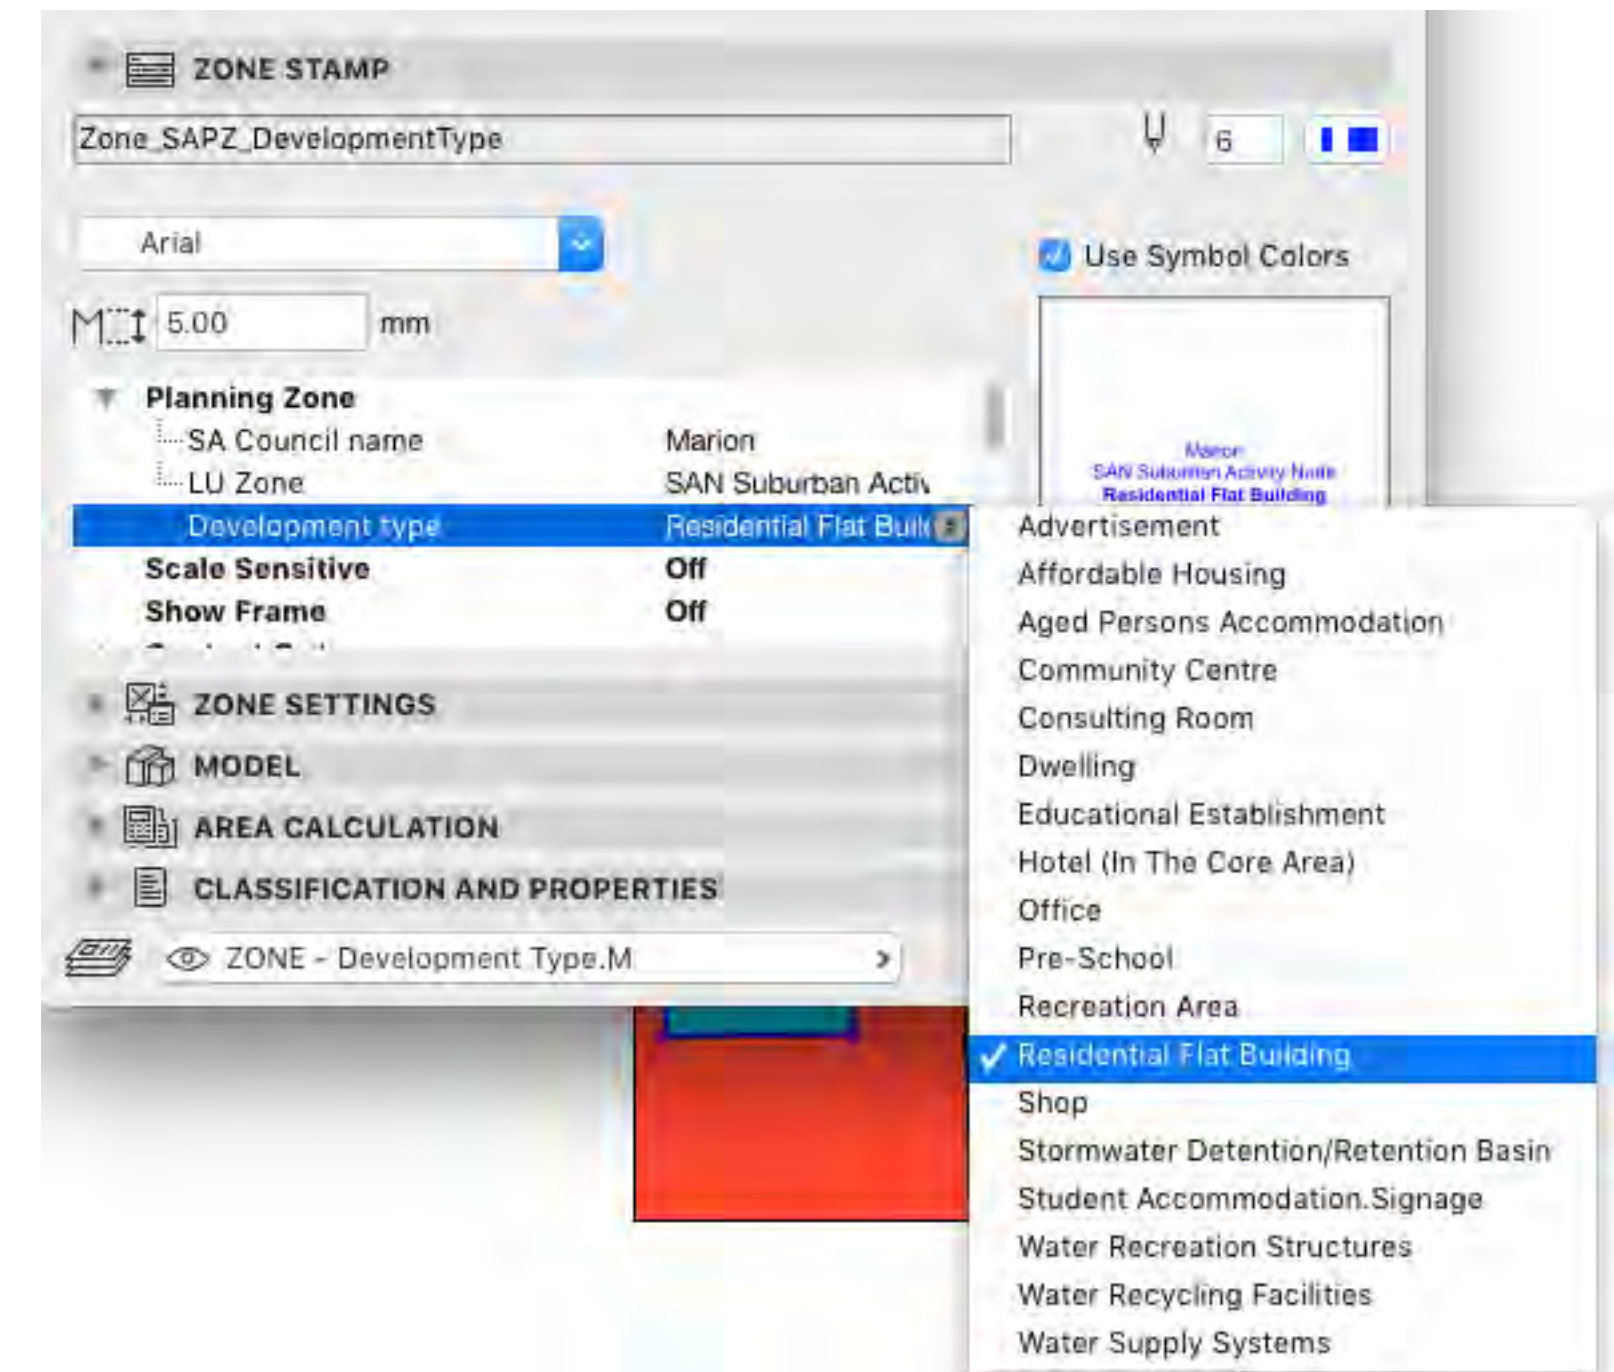 ZONE STAMP
Zone_SAPZ_DevelopmentType
6
Arial
Use Symbol Colors
M 5.00 mm
Planning Zone
SA Council name Marion
LU Zone SAN Suburban Activ
Development type Residential Flat Build
Scale Sensitive Off
Show Frame Off
Marion
SAN Suburban Activity Node
Residential Flat Building
ZONE SETTINGS
MODEL
AREA CALCULATION
CLASSIFICATION AND PROPERTIES
ZONE - Development Type.M
Advertisement
Affordable Housing
Aged Persons Accommodation
Community Centre
Consulting Room
Dwelling
Educational Establishment
Hotel (In The Core Area)
Office
Pre-School
Recreation Area
Residential Flat Building
Shop
Stormwater Detention/Retention Basin
Student Accommodation.Signage
Water Recreation Structures
Water Recycling Facilities
Water Supply Systems